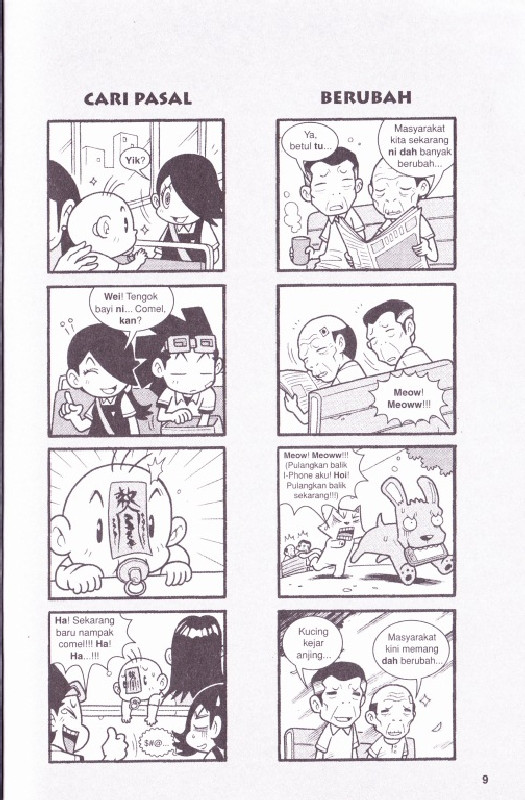 CARI PASAL
Yik?
Wei! Tengok
bayi ni... Comel,
kan?
Ha! Sekarang
baru nampak
comel!!! Ha!
Ha...!!!
$#@...
BERUBAH
Ya,
betul tu...
Masyarakat
kita sekarang
ni dah banyak
berubah...
Meow!
Meoww!!!!
Meow! Meoww!!!
(Pulangkan balik
I-Phone aku! Hoi!
Pulangkan balik
sekarang!!!)
Kucing
kejar
anjing...
Masyarakat
kini memang
dah berubah...
9